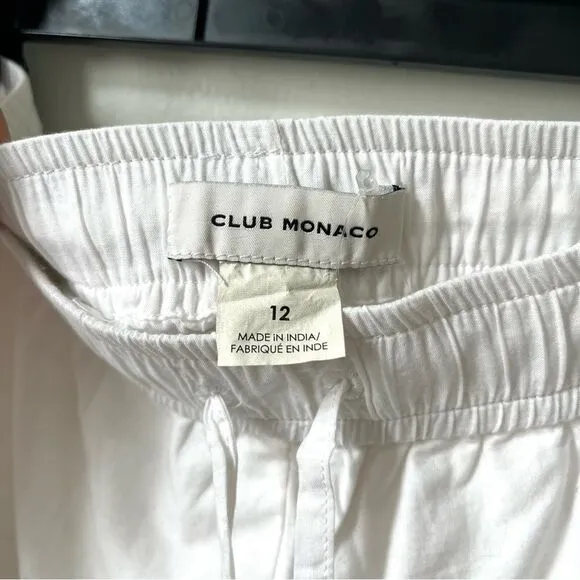 CLUB MONACO
12
MADE IN INDIA/
FABRIQUÉ EN INDE